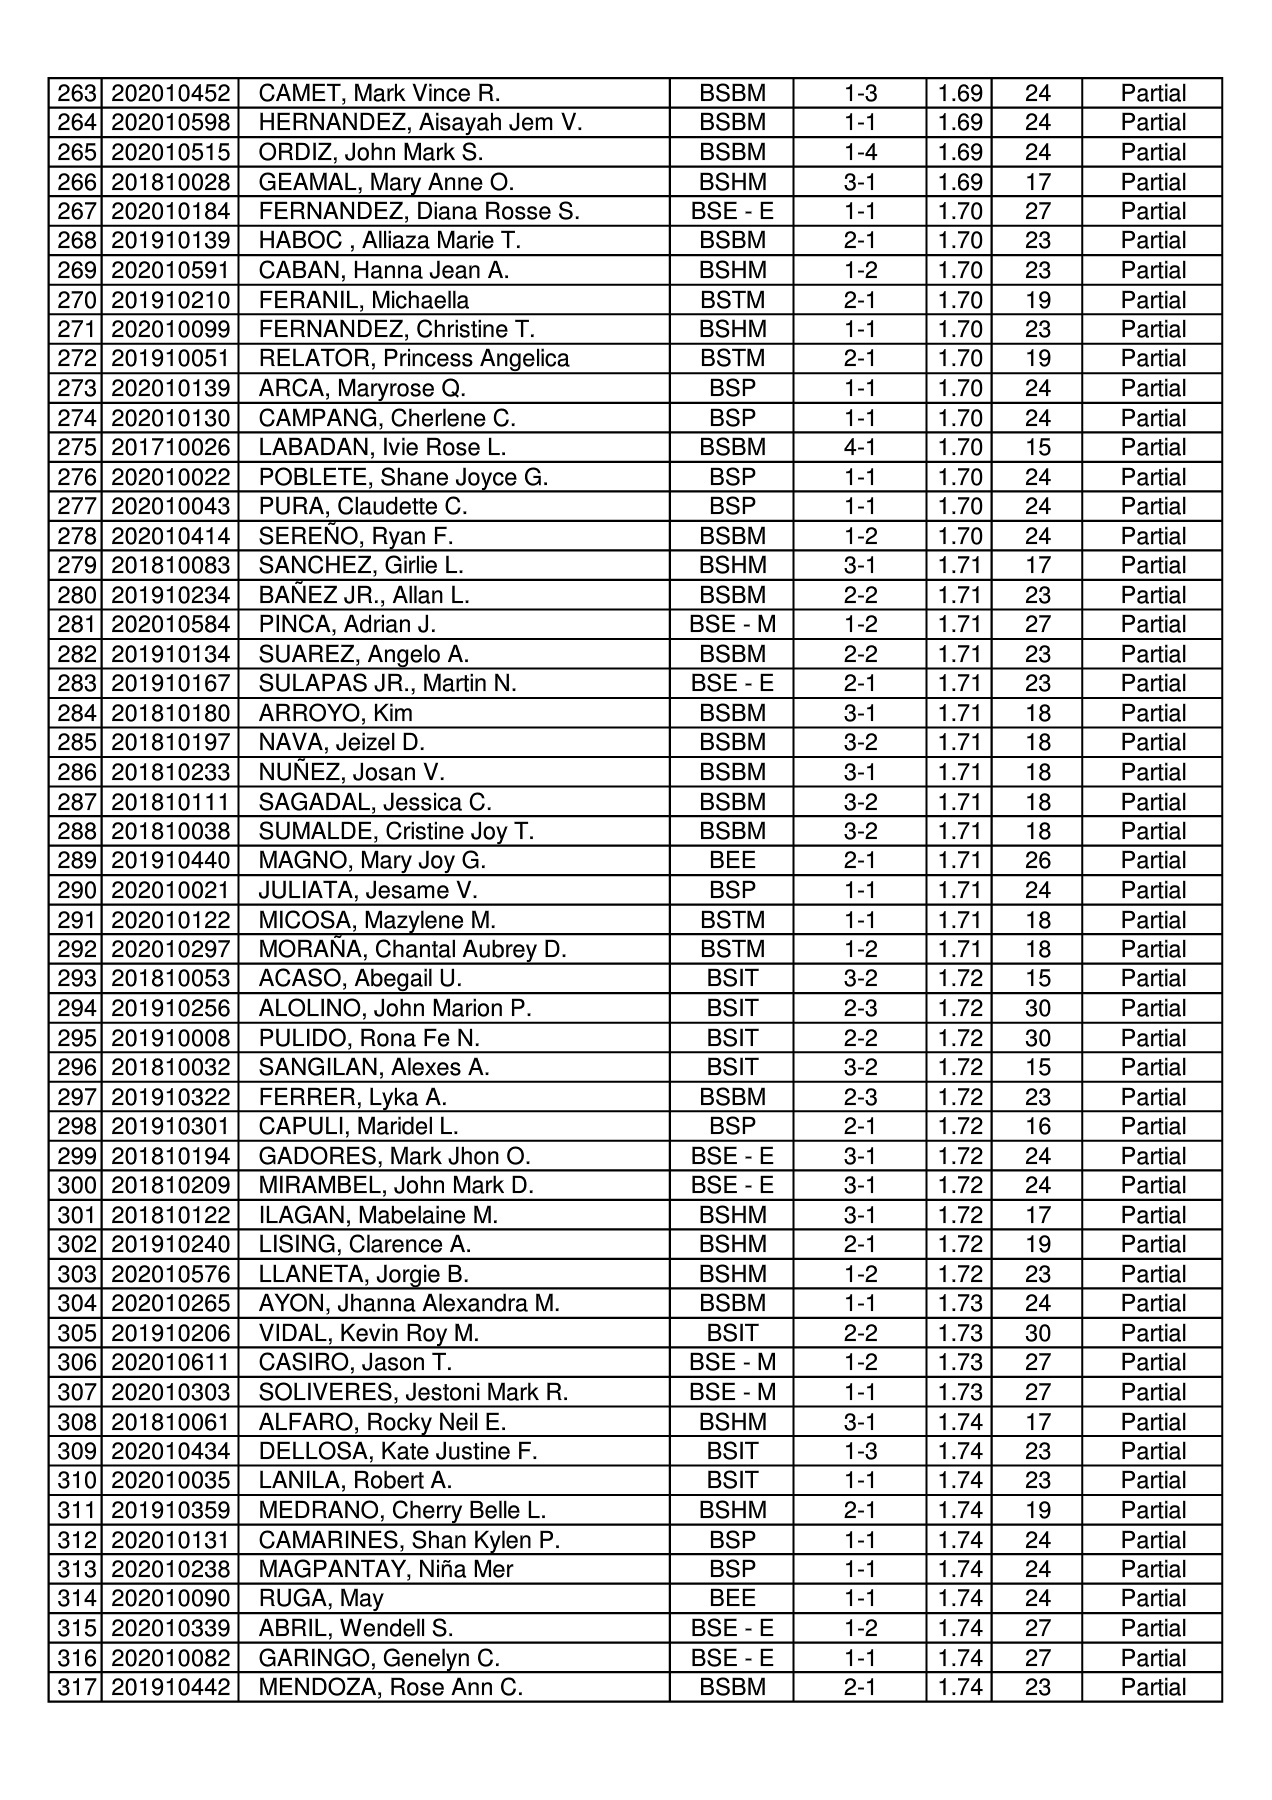 263 202010452 CAMET, Mark Vince R. BSBM 1-3 1.69 24 Partial
264 202010598 HERNANDEZ, Aisayah Jem V. BSBM 1-1 1.69 24 Partial
265 202010515 ORDIZ, John Mark S. BSBM 1-4 1.69 24 Partial
266 201810028 GEAMAL, Mary Anne O. BSHM 3-1 1.69 17 Partial
267 202010184 FERNANDEZ, Diana Rosse S. BSE - E 1-1 1.70 27 Partial
268 201910139 HABOC , Alliaza Marie T. BSBM 2-1 1.70 23 Partial
269 202010591 CABAN, Hanna Jean A. BSHM 1-2 1.70 23 Partial
270 201910210 FERANIL, Michaella BSTM 2-1 1.70 19 Partial
271 202010099 FERNANDEZ, Christine T. BSHM 1-1 1.70 23 Partial
272 201910051 RELATOR, Princess Angelica BSTM 2-1 1.70 19 Partial
273 202010139 ARCA, Maryrose Q. BSP 1-1 1.70 24 Partial
274 202010130 CAMPANG, Cherlene C. BSP 1-1 1.70 24 Partial
275 201710026 LABADAN, Ivie Rose L. BSBM 4-1 1.70 15 Partial
276 202010022 POBLETE, Shane Joyce G. BSP 1-1 1.70 24 Partial
277 202010043 PURA, Claudette C. BSP 1-1 1.70 24 Partial
278 202010414 SEREÑO, Ryan F. BSBM 1-2 1.70 24 Partial
279 201810083 SANCHEZ, Girlie L. BSHM 3-1 1.71 17 Partial
280 201910234 BAÑEZ JR., Allan L. BSBM 2-2 1.71 23 Partial
281 202010584 PINCA, Adrian J. BSE - M 1-2 1.71 27 Partial
282 201910134 SUAREZ, Angelo A. BSBM 2-2 1.71 23 Partial
283 201910167 SULAPAS JR., Martin N. BSE - E 2-1 1.71 23 Partial
284 201810180 ARROYO, Kim BSBM 3-1 1.71 18 Partial
285 201810197 NAVA, Jeizel D. BSBM 3-2 1.71 18 Partial
286 201810233 NUÑEZ, Josan V. BSBM 3-1 1.71 18 Partial
287 201810111 SAGADAL, Jessica C. BSBM 3-2 1.71 18 Partial
288 201810038 SUMALDE, Cristine Joy T. BSBM 3-2 1.71 18 Partial
289 201910440 MAGNO, Mary Joy G. BEE 2-1 1.71 26 Partial
290 202010021 JULIATA, Jesame V. BSP 1-1 1.71 24 Partial
291 202010122 MICOSA, Mazylene M. BSTM 1-1 1.71 18 Partial
292 202010297 MORAÑA, Chantal Aubrey D. BSTM 1-2 1.71 18 Partial
293 201810053 ACASO, Abegail U. BSIT 3-2 1.72 15 Partial
294 201910256 ALOLINO, John Marion P. BSIT 2-3 1.72 30 Partial
295 201910008 PULIDO, Rona Fe N. BSIT 2-2 1.72 30 Partial
296 201810032 SANGILAN, Alexes A. BSIT 3-2 1.72 15 Partial
297 201910322 FERRER, Lyka A. BSBM 2-3 1.72 23 Partial
298 201910301 CAPULI, Maridel L. BSP 2-1 1.72 16 Partial
299 201810194 GADORES, Mark Jhon O. BSE - E 3-1 1.72 24 Partial
300 201810209 MIRAMBEL, John Mark D. BSE - E 3-1 1.72 24 Partial
301 201810122 ILAGAN, Mabelaine M. BSHM 3-1 1.72 17 Partial
302 201910240 LISING, Clarence A. BSHM 2-1 1.72 19 Partial
303 202010576 LLANETA, Jorgie B. BSHM 1-2 1.72 23 Partial
304 202010265 AYON, Jhanna Alexandra M. BSBM 1-1 1.73 24 Partial
305 201910206 VIDAL, Kevin Roy M. BSIT 2-2 1.73 30 Partial
306 202010611 CASIRO, Jason T. BSE - M 1-2 1.73 27 Partial
307 202010303 SOLIVERES, Jestoni Mark R. BSE - M 1-1 1.73 27 Partial
308 201810061 ALFARO, Rocky Neil E. BSHM 3-1 1.74 17 Partial
309 202010434 DELLOSA, Kate Justine F. BSIT 1-3 1.74 23 Partial
310 202010035 LANILA, Robert A. BSIT 1-1 1.74 23 Partial
311 201910359 MEDRANO, Cherry Belle L. BSHM 2-1 1.74 19 Partial
312 202010131 CAMARINES, Shan Kylen P. BSP 1-1 1.74 24 Partial
313 202010238 MAGPANTAY, Niña Mer BSP 1-1 1.74 24 Partial
314 202010090 RUGA, May BEE 1-1 1.74 24 Partial
315 202010339 ABRIL, Wendell S. BSE - E 1-2 1.74 27 Partial
316 202010082 GARINGO, Genelyn C. BSE - E 1-1 1.74 27 Partial
317 201910442 MENDOZA, Rose Ann C. BSBM 2-1 1.74 23 Partial